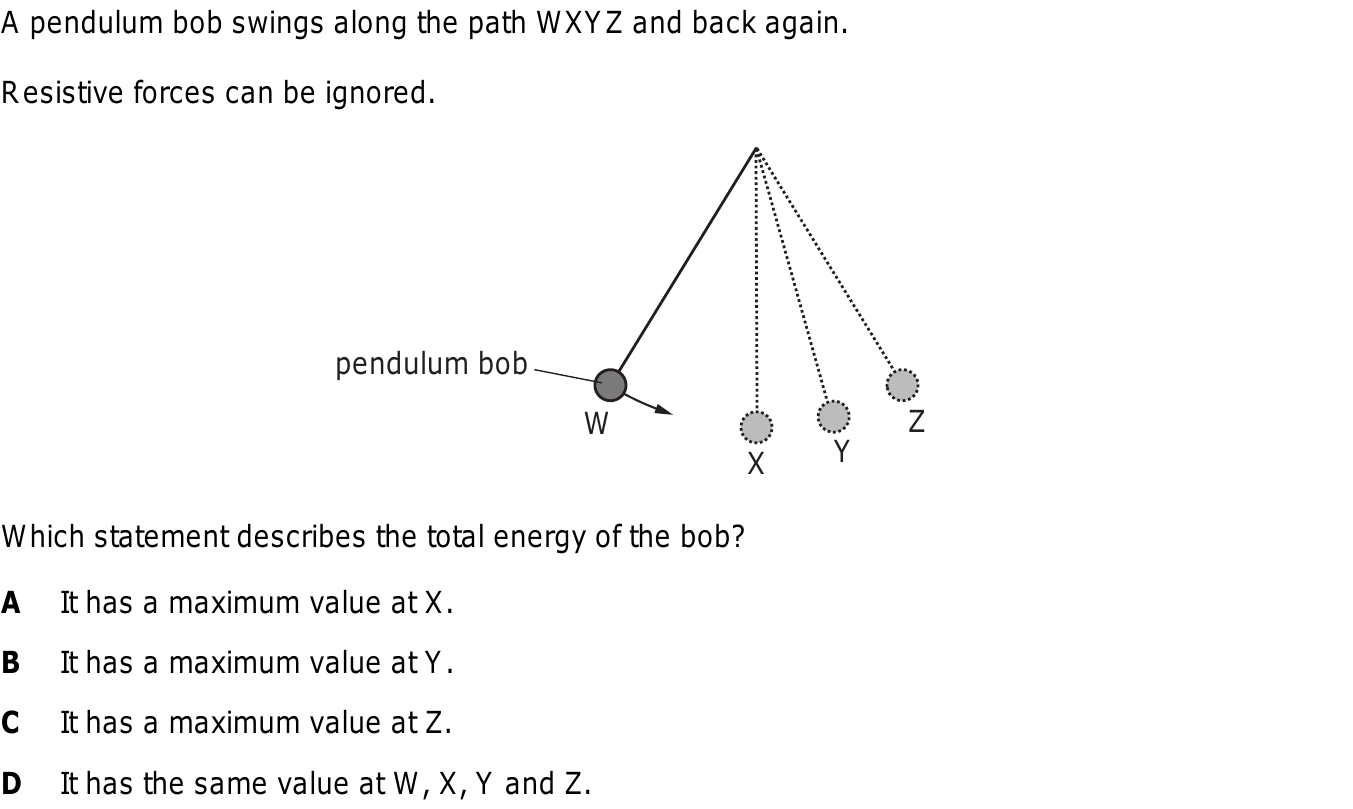 A pendulum bob swings along the path WXYZ and back again.
Resistive forces can be ignored.
pendulum bob
W
X
Y
Z
Which statement describes the total energy of the bob?
A It has a maximum value at X.
B It has a maximum value at Y.
C It has a maximum value at Z.
D It has the same value at W, X, Y and Z.